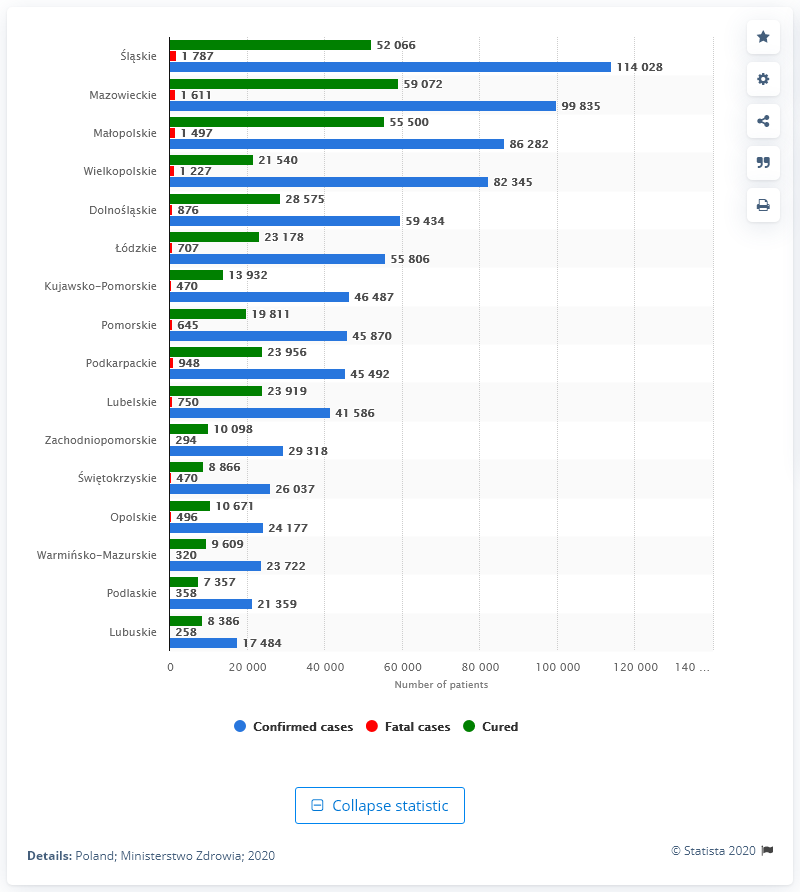 52 066
Śląskie
1 787
114 028
59 072
Mazowieckie
1 611
99 835
55 500
Małopolskie
1 497
86 282
21 540
Wielkopolskie
1 227
82 345
28 575
Dolnośląskie
876
59 434
23 178
Łódzkie
707
55 806
13 932
Kujawsko-Pomorskie
470
46 487
19 811
Pomorskie
645
45 870
23 956
Podkarpackie
948
45 492
23 919
Lubelskie
750
41 586
10 098
Zachodniopomorskie
294
29 318
8 866
Świętokrzyskie
470
26 037
10 671
Opolskie
496
24 177
9 609
Warmińsko-Mazurskie
320
23 722
7 357
Podlaskie
358
21 359
8 386
Lubuskie
258
17 484
0 20 000 40 000 60 000 80 000 100 000 120 000 140 ...
Number of patients
Confirmed cases Fatal cases Cured
Collapse statistic
Details: Poland; Ministerstwo Zdrowia; 2020
© Statista 2020